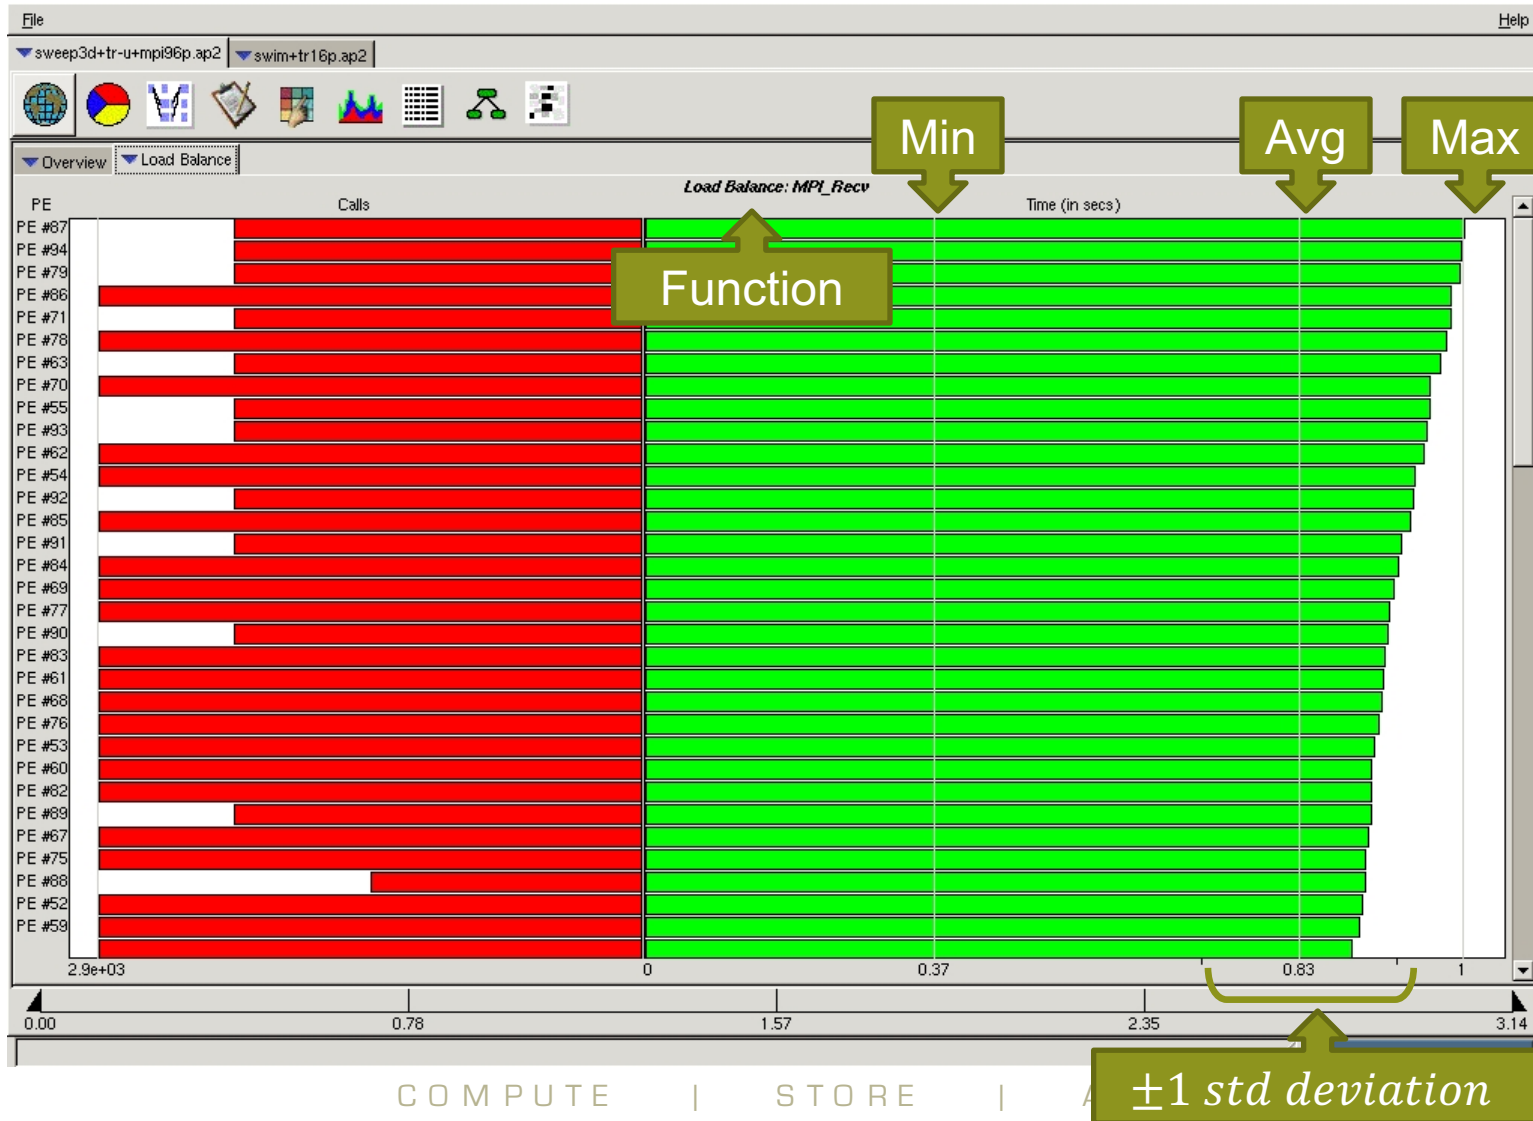 File Help
sweep3d+tr-u+mpi96p.ap2 swim+tr16p.ap2
Min Avg Max
Overview Load Balance
Load Balance: MPI_Recv
PE Calls Time (in secs)
Function
PE #87
PE #94
PE #79
PE #86
PE #71
PE #78
PE #63
PE #70
PE #55
PE #93
PE #62
PE #54
PE #92
PE #85
PE #91
PE #84
PE #69
PE #77
PE #90
PE #83
PE #61
PE #68
PE #76
PE #53
PE #60
PE #82
PE #89
PE #67
PE #75
PE #88
PE #52
PE #59
2.9e+03 0 0.37 0.83 1
0.00 0.78 1.57 2.35 3.14
±1 std deviation
COMPUTE | STORE |